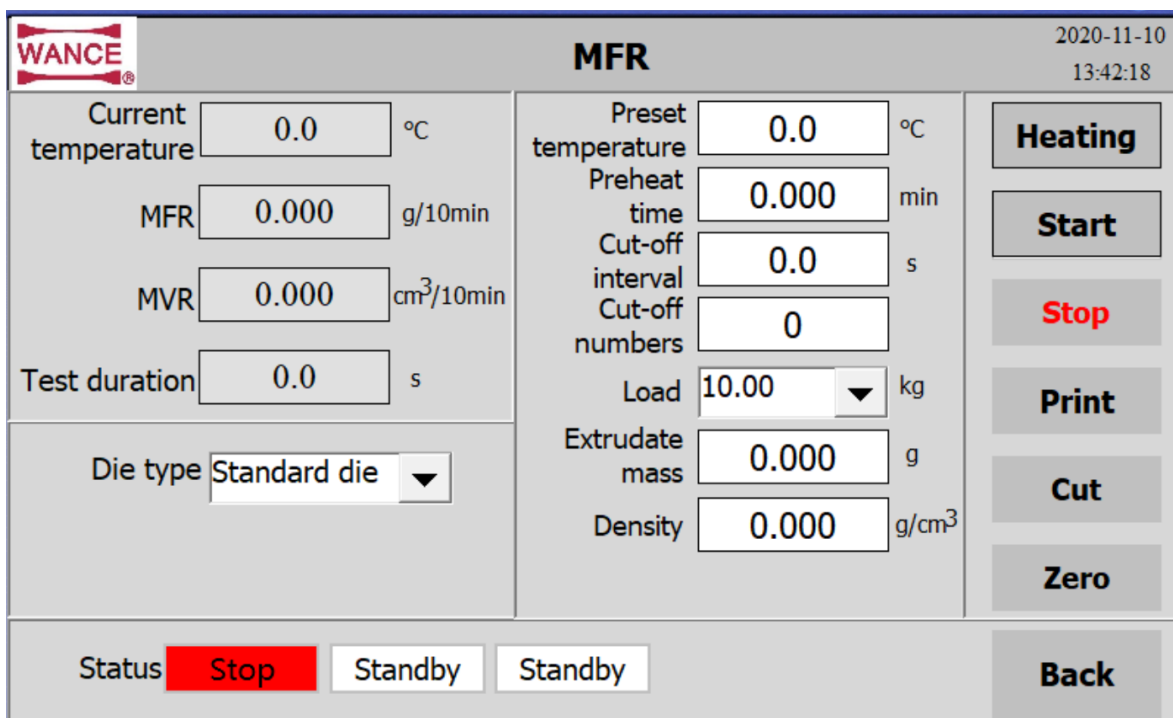 WANCE
®
MFR
2020-11-10
13:42:18
Current
temperature 0.0 °C
MFR 0.000 g/10min
MVR 0.000 cm³/10min
Test duration 0.0 s
Die type Standard die
Preset
temperature 0.0 °C
Preheat
time 0.000 min
Cut-off
interval 0.0 s
Cut-off
numbers 0
Load 10.00 kg
Extrudate
mass 0.000 g
Density 0.000 g/cm³
Heating
Start
Stop
Print
Cut
Zero
Status Stop Standby Standby
Back